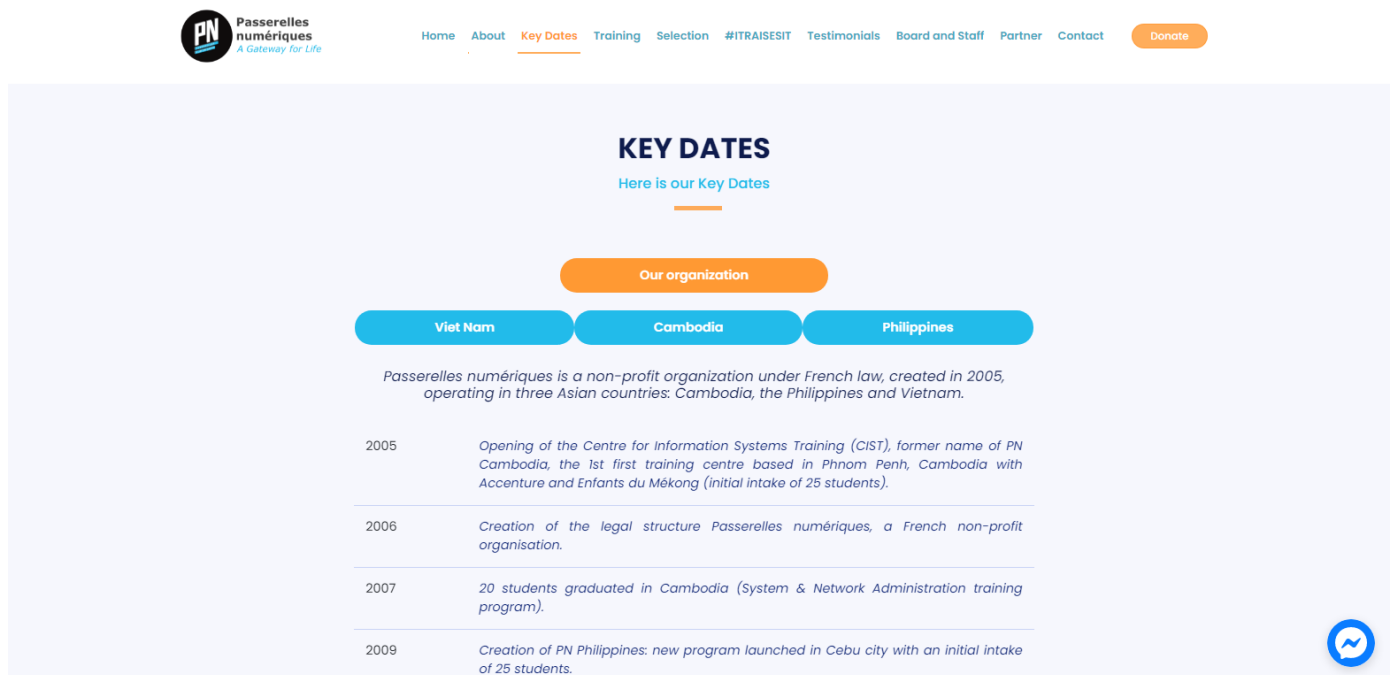 PN
Passerelles
numériques
A Gateway for Life
Home About Key Dates Training Selection #ITRAISESIT Testimonials Board and Staff Partner Contact Donate
KEY DATES
Here is our Key Dates
Our organization
Viet Nam Cambodia Philippines
Passerelles numériques is a non-profit organization under French law, created in 2005,
operating in three Asian countries: Cambodia, the Philippines and Vietnam.
2005 Opening of the Centre for Information Systems Training (CIST), former name of PN
Cambodia, the 1st first training centre based in Phnom Penh, Cambodia with
Accenture and Enfants du Mékong (initial intake of 25 students).
2006 Creation of the legal structure Passerelles numériques, a French non-profit
organisation.
2007 20 students graduated in Cambodia (System & Network Administration training
program).
2009 Creation of PN Philippines: new program launched in Cebu city with an initial intake
of 25 students.